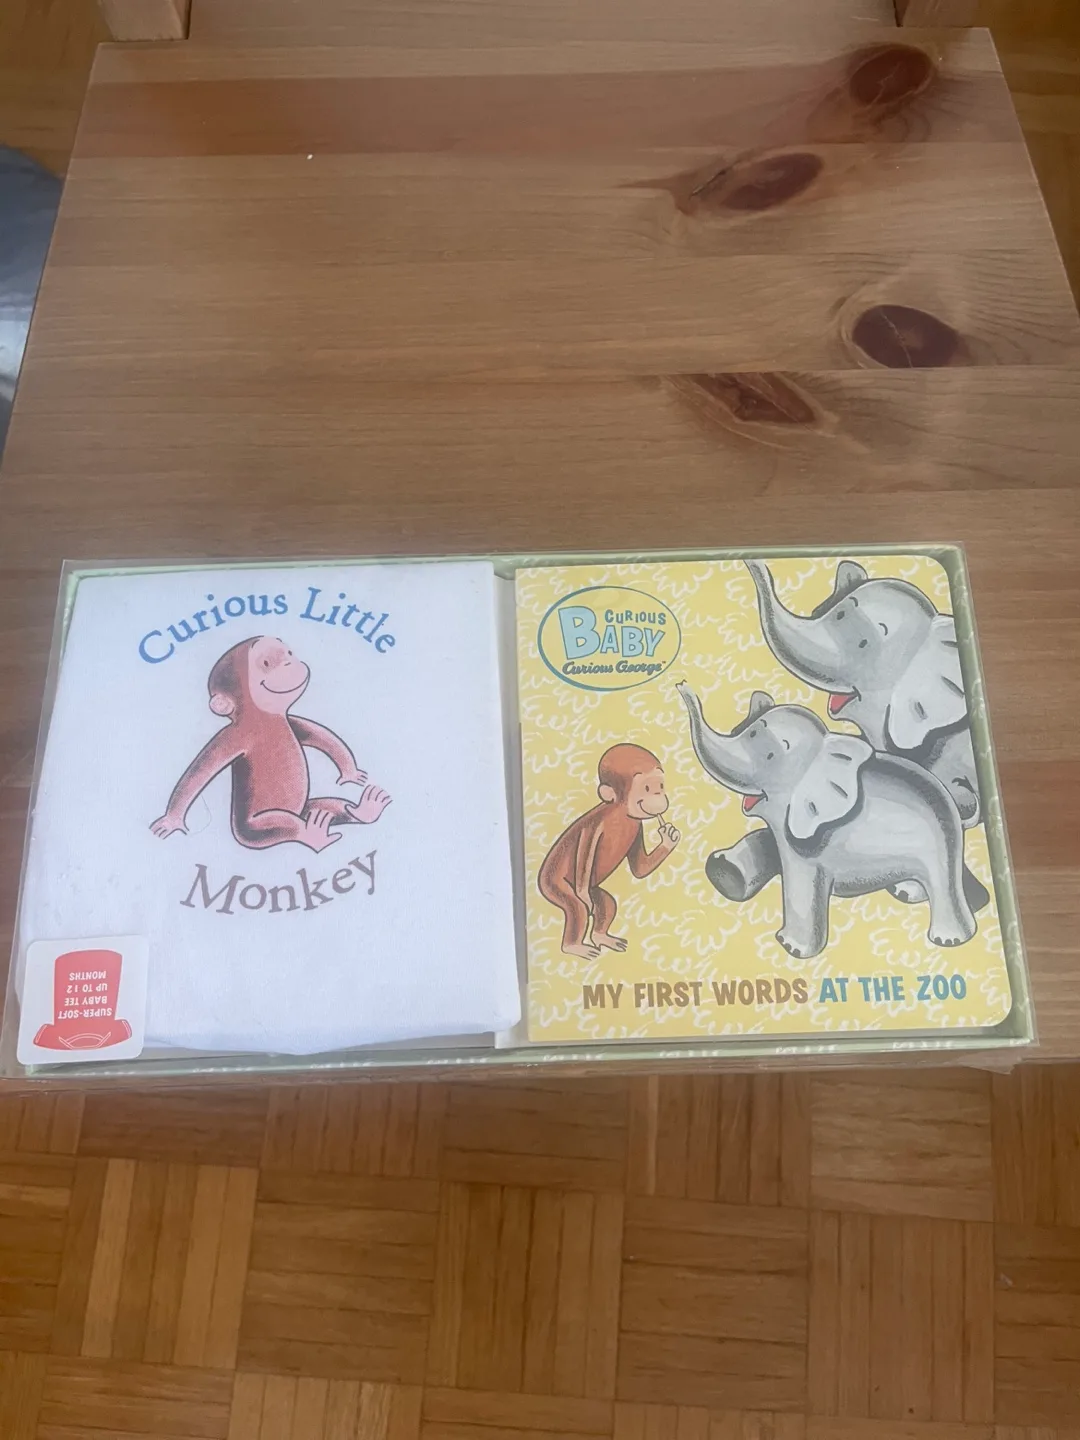 Curious Little
Monkey
SUPER-SOFT
BABY TEE
UP TO 12
MONTHS
CURIOUS
BABY
Curious George™
MY FIRST WORDS AT THE ZOO